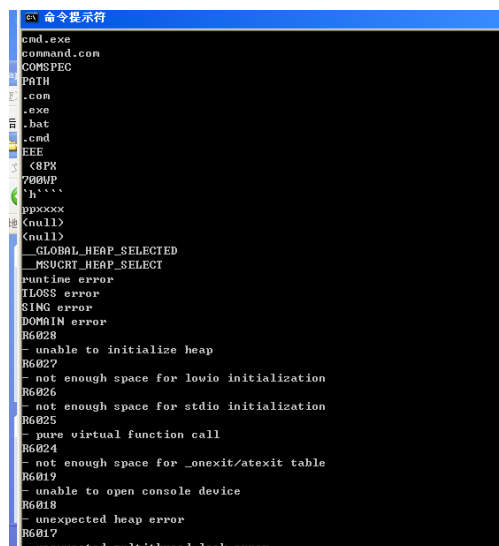 命令提示符
cmd.exe
command.com
COMSPEC
PATH
.com
.exe
.bat
.cmd
EEE
<8PX
700WP
`h````
ppxxxx
(null)
(null)
__GLOBAL_HEAP_SELECTED
__MSVCRT_HEAP_SELECT
runtime error
TLOSS error
SING error
DOMAIN error
R6028
- unable to initialize heap
R6027
- not enough space for lowio initialization
R6026
- not enough space for stdio initialization
R6025
- pure virtual function call
R6024
- not enough space for _onexit/atexit table
R6019
- unable to open console device
R6018
- unexpected heap error
R6017